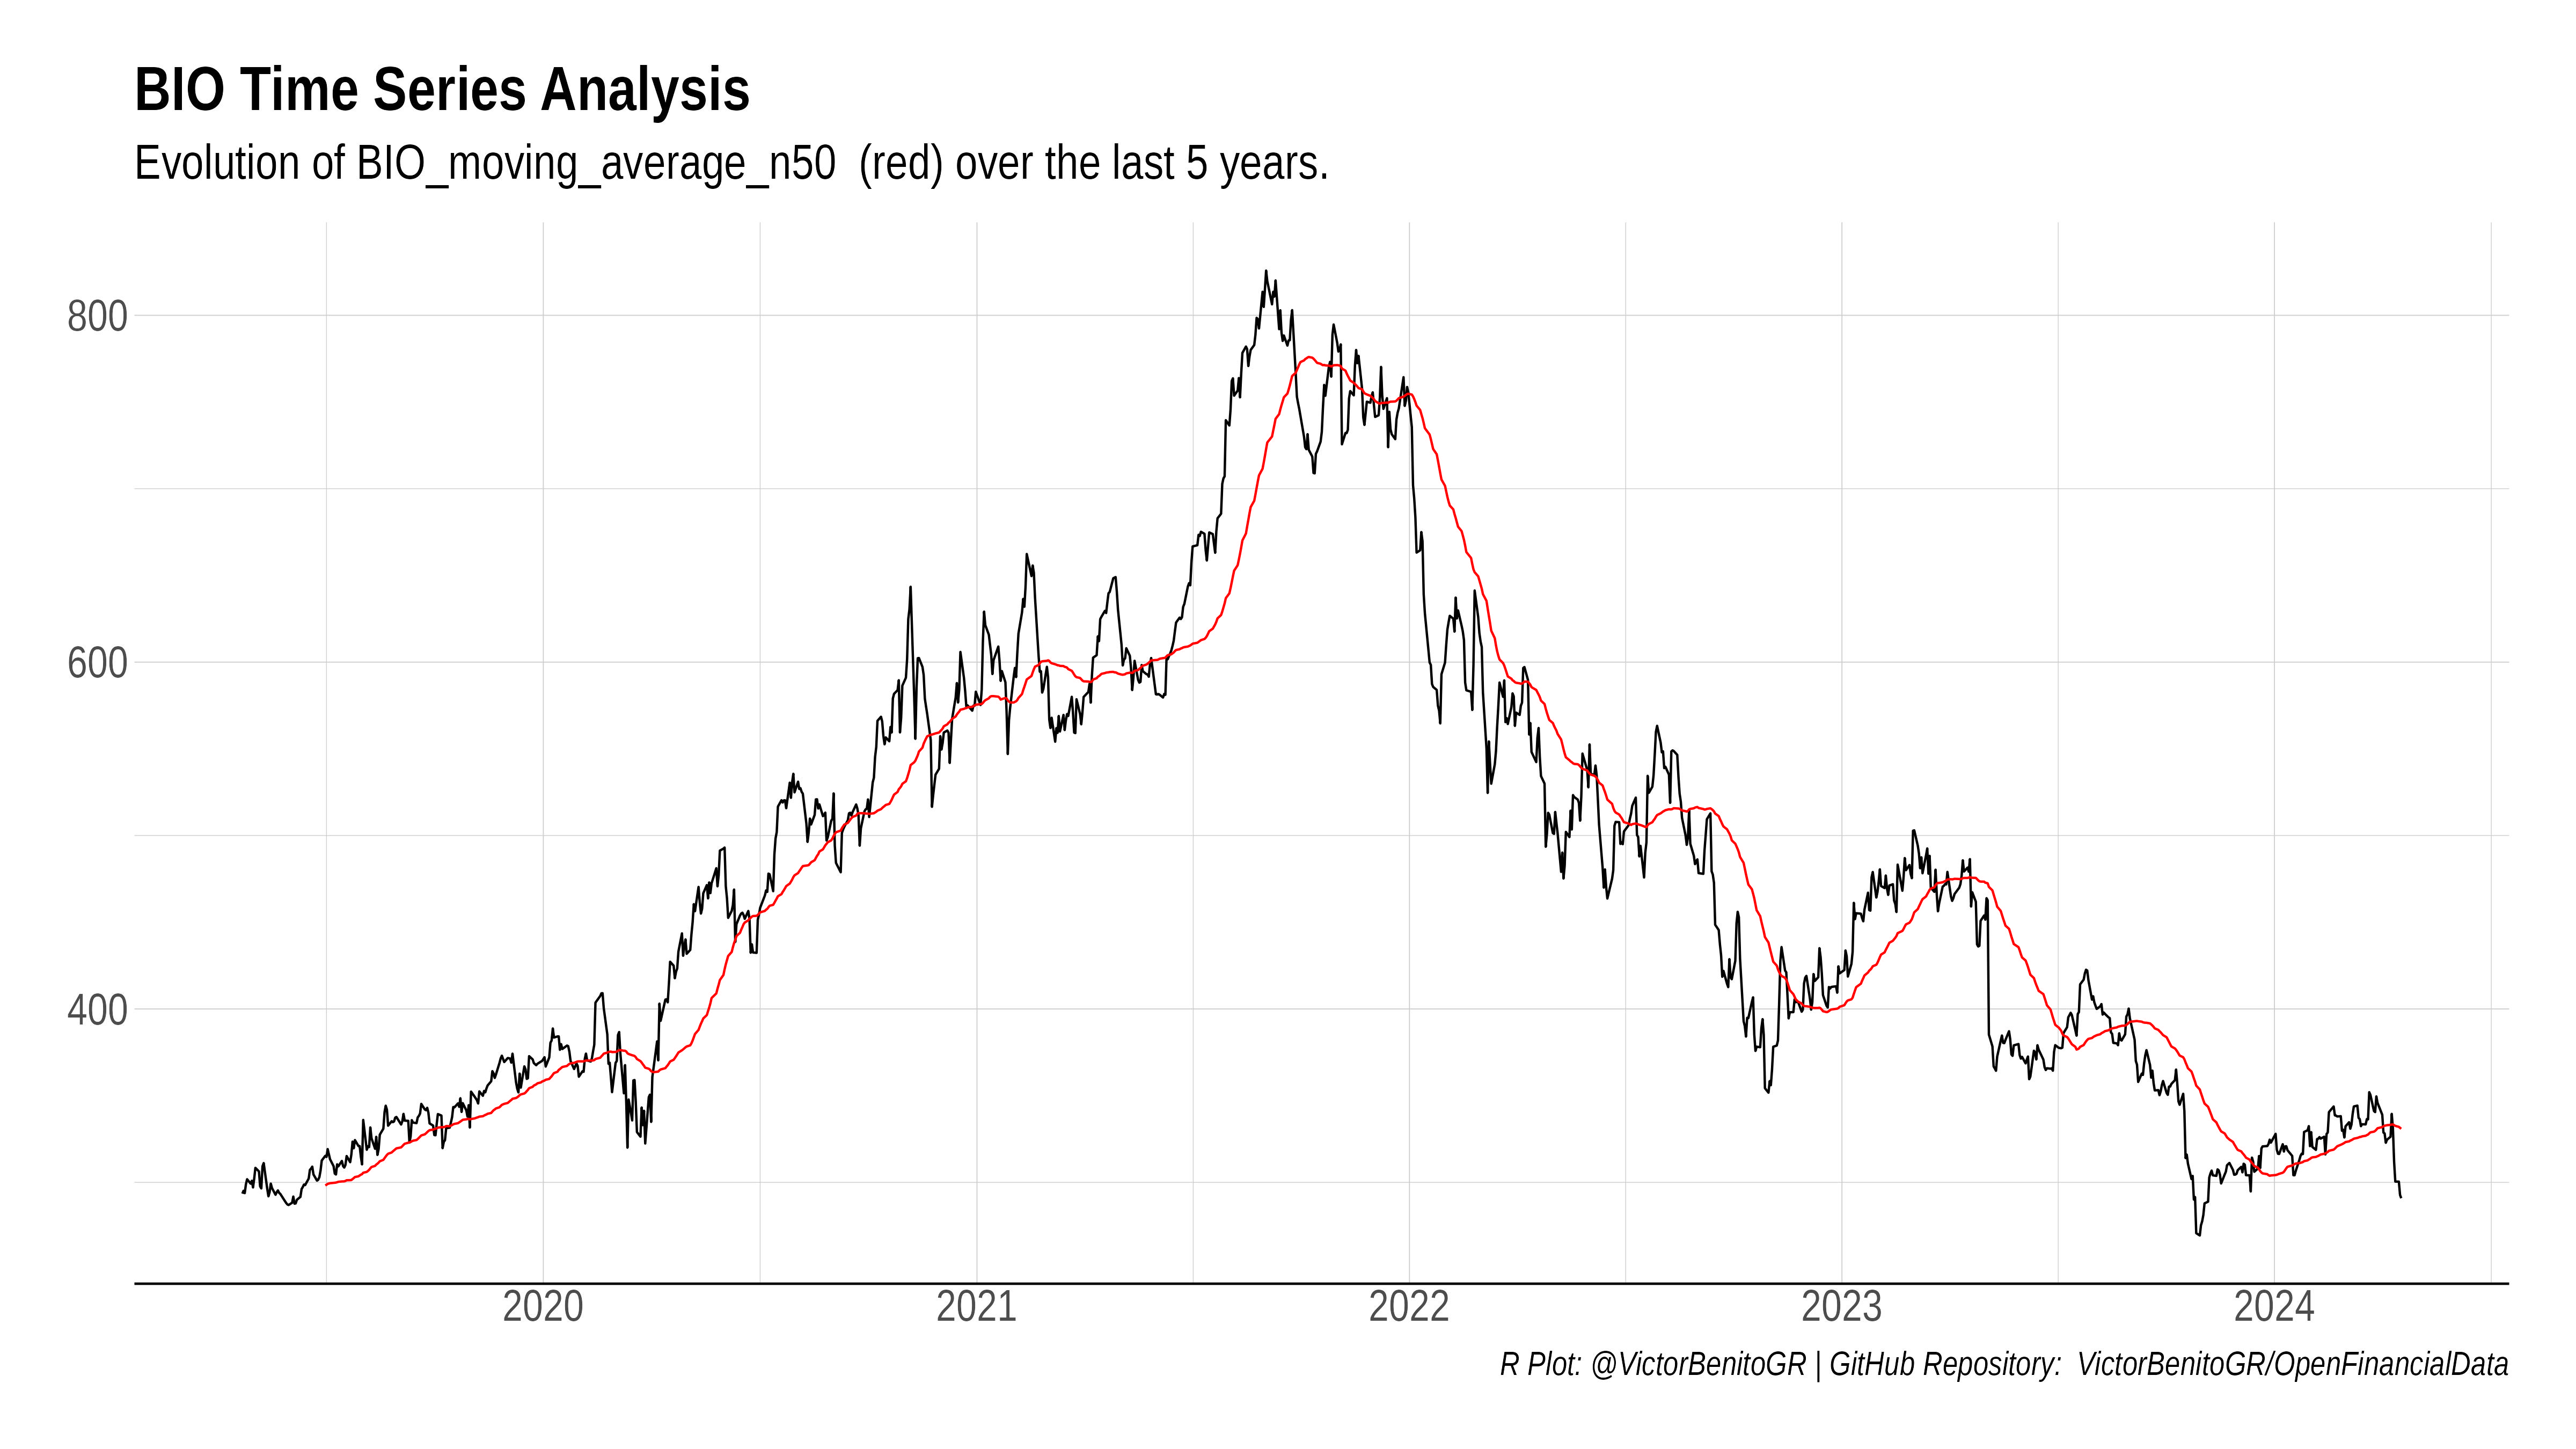 BIO Time Series Analysis
Evolution of BIO_moving_average_n50  (red) over the last 5 years.
800
600
400
2020 2021 2022 2023 2024
R Plot: @VictorBenitoGR | GitHub Repository:  VictorBenitoGR/OpenFinancialData